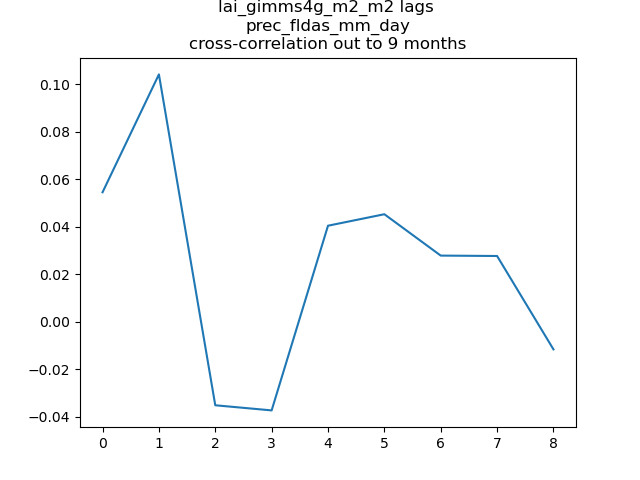 lai_gimms4g_m2_m2 lags
prec_fldas_mm_day
cross-correlation out to 9 months
0.10
0.08
0.06
0.04
0.02
0.00
−0.02
−0.04
0 1 2 3 4 5 6 7 8